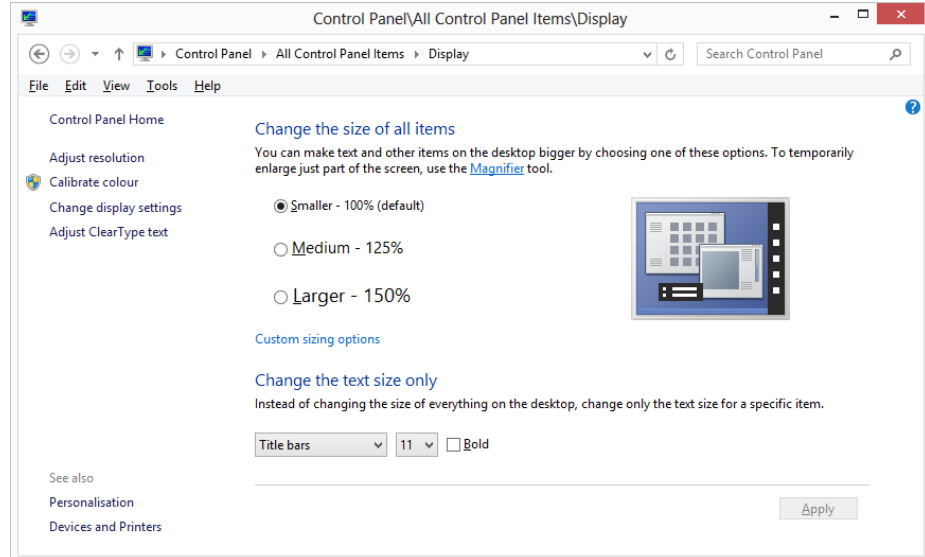 Control Panel\All Control Panel Items\Display
Control Panel All Control Panel Items Display
Search Control Panel
File Edit View Tools Help
Control Panel Home
Adjust resolution
Calibrate colour
Change display settings
Adjust ClearType text
See also
Personalisation
Devices and Printers
Change the size of all items
You can make text and other items on the desktop bigger by choosing one of these options. To temporarily
enlarge just part of the screen, use the Magnifier tool.
Smaller - 100% (default)
Medium - 125%
Larger - 150%
Custom sizing options
Change the text size only
Instead of changing the size of everything on the desktop, change only the text size for a specific item.
Title bars 11 Bold
Apply